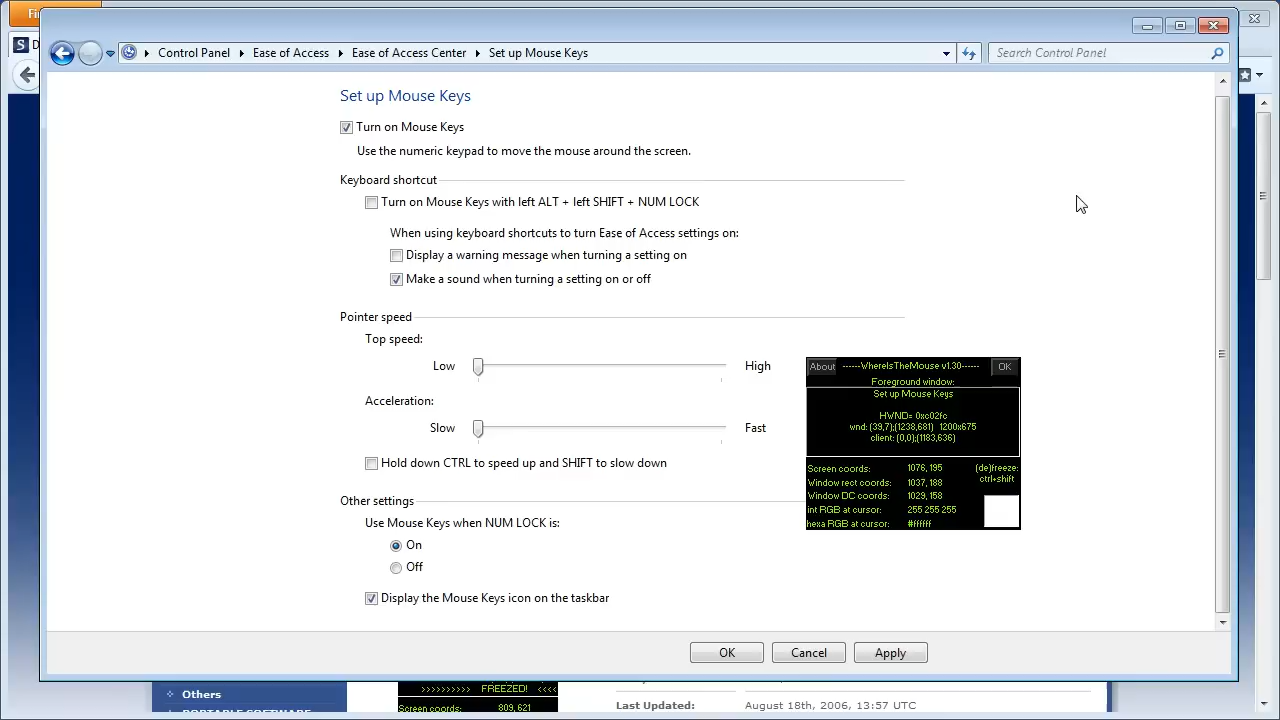 Fi
S D
Control Panel ▸ Ease of Access ▸ Ease of Access Center ▸ Set up Mouse Keys
Search Control Panel
Set up Mouse Keys
Turn on Mouse Keys
Use the numeric keypad to move the mouse around the screen.
Keyboard shortcut
Turn on Mouse Keys with left ALT + left SHIFT + NUM LOCK
When using keyboard shortcuts to turn Ease of Access settings on:
Display a warning message when turning a setting on
Make a sound when turning a setting on or off
Pointer speed
Top speed:
Low
High
Acceleration:
Slow
Fast
Hold down CTRL to speed up and SHIFT to slow down
Other settings
Use Mouse Keys when NUM LOCK is:
On
Off
Display the Mouse Keys icon on the taskbar
About ------WhereIsTheMouse v1.30------ OK
Foreground window:
Set up Mouse Keys
HWND= 0xc02fc
wnd: (39,7);(1238,681) 1200x675
client: (0,0);(1183,636)
Screen coords: 1076, 195
Window rect coords: 1037, 188
Window DC coords: 1029, 158
int RGB at cursor: 255 255 255
hexa RGB at cursor: #ffffff
(de)freeze:
ctrl+shift
OK
Cancel
Apply
Others
>>>>>>>>>> FREEZED! <<<<
Screen coords: 809, 621
Last Updated: August 18th, 2006, 13:57 UTC
PORTABLE SOFTWARE